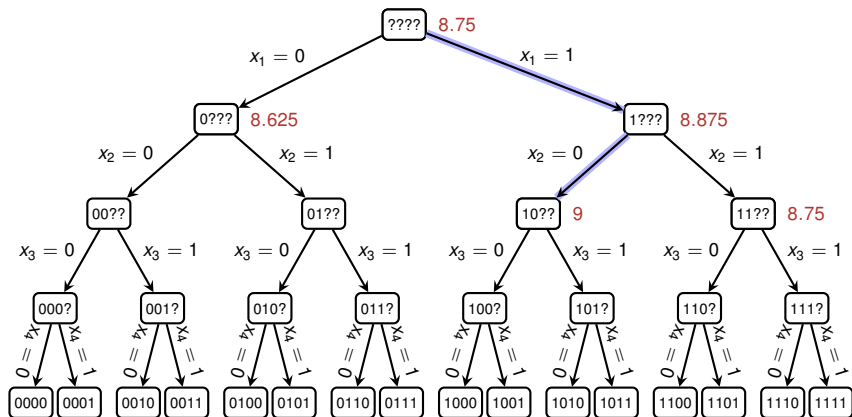 ???? 8.75
x₁ = 0 x₁ = 1
0??? 8.625 1??? 8.875
x₂ = 0 x₂ = 1 x₂ = 0 x₂ = 1
00?? 01?? 10?? 9 11?? 8.75
x₃ = 0 x₃ = 1 x₃ = 0 x₃ = 1 x₃ = 0 x₃ = 1 x₃ = 0 x₃ = 1
000? 001? 010? 011? 100? 101? 110? 111?
x₄ = 0 x₄ = 1 x₄ = 0 x₄ = 1 x₄ = 0 x₄ = 1 x₄ = 0 x₄ = 1 x₄ = 0 x₄ = 1 x₄ = 0 x₄ = 1 x₄ = 0 x₄ = 1 x₄ = 0 x₄ = 1
0000 0001 0010 0011 0100 0101 0110 0111 1000 1001 1010 1011 1100 1101 1110 1111